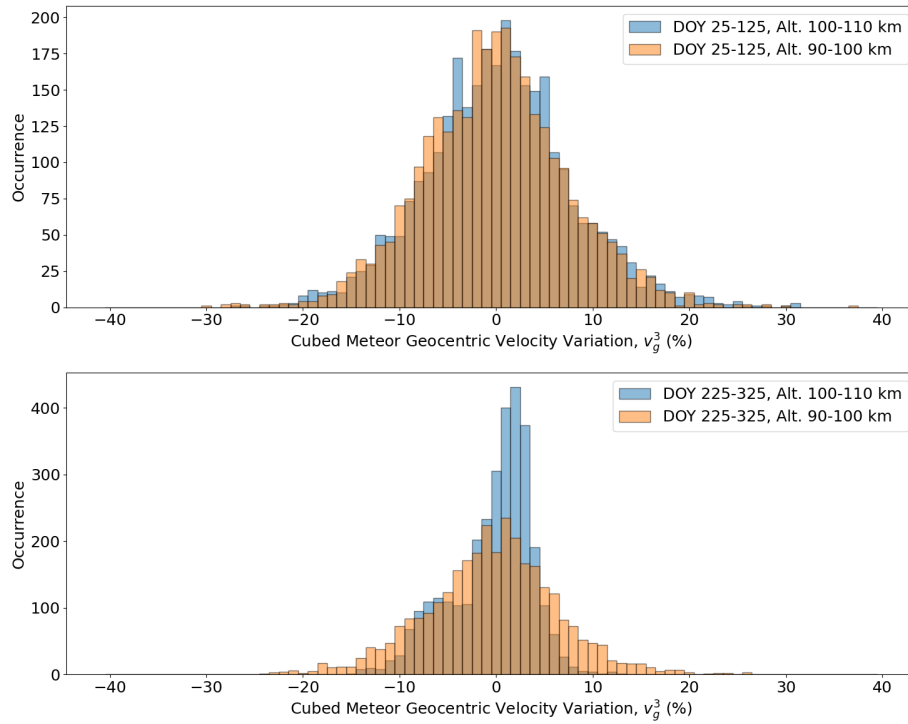 200
175
150
125
100
75
50
25
0
Occurrence
DOY 25-125, Alt. 100-110 km
DOY 25-125, Alt. 90-100 km
−40 −30 −20 −10 0 10 20 30 40
Cubed Meteor Geocentric Velocity Variation, $v_g^3$ (%)
400
300
200
100
0
Occurrence
DOY 225-325, Alt. 100-110 km
DOY 225-325, Alt. 90-100 km
−40 −30 −20 −10 0 10 20 30 40
Cubed Meteor Geocentric Velocity Variation, $v_g^3$ (%)